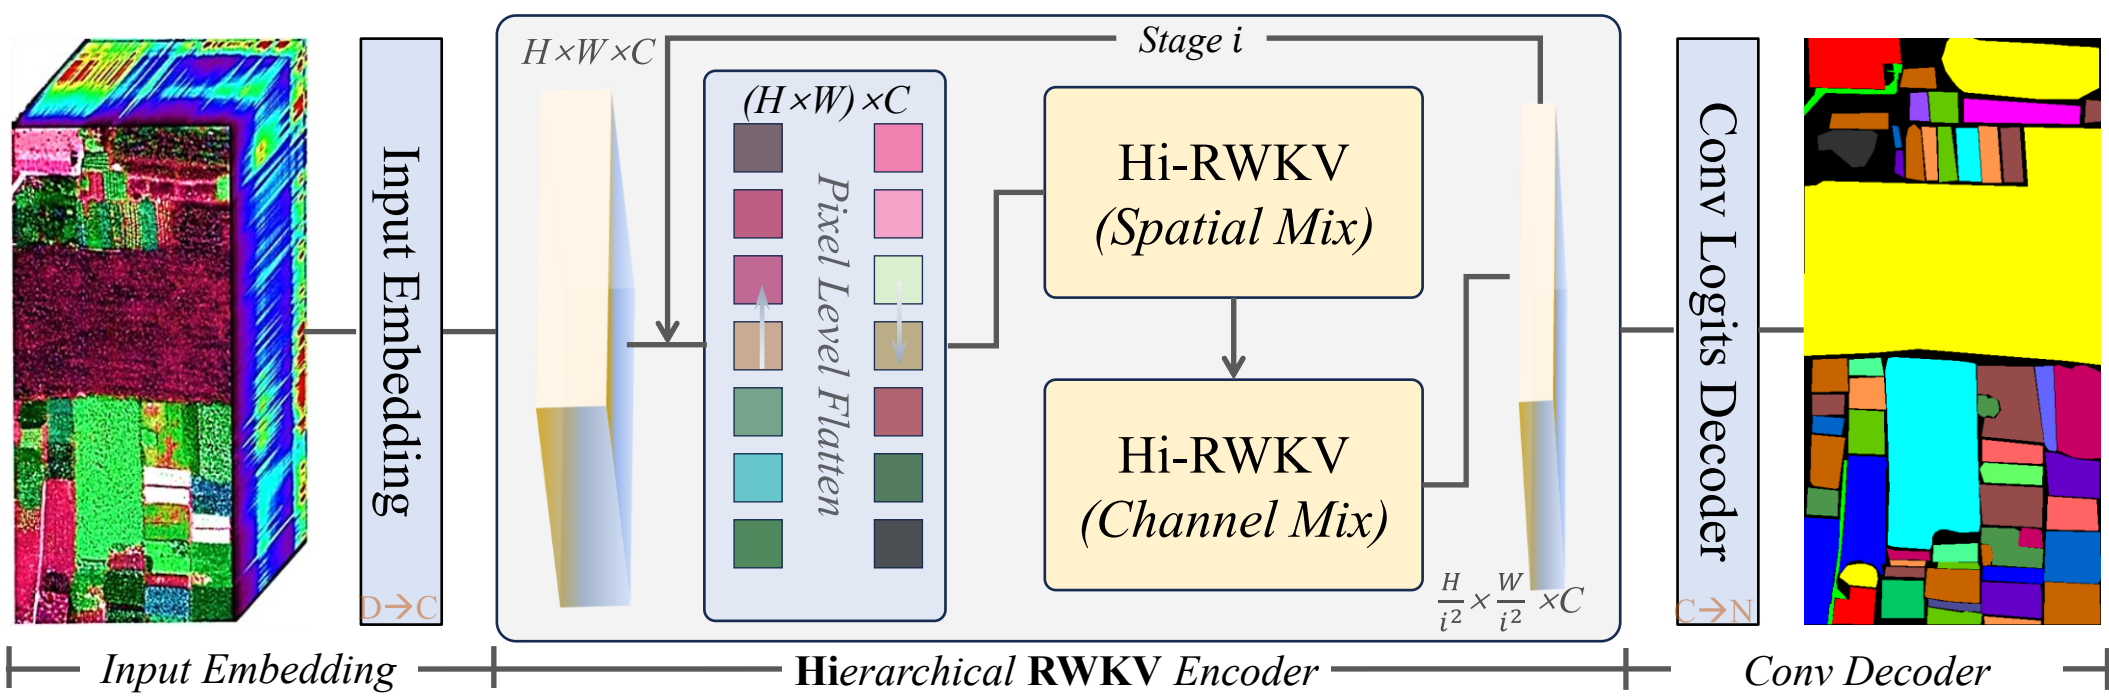 Input Embedding
D→C
H×W×C
Stage i
(H×W)×C
Pixel Level Flatten
Hi-RWKV
(Spatial Mix)
Hi-RWKV
(Channel Mix)
H/i² × W/i² ×C
Conv Logits Decoder
C→N
Input Embedding
Hierarchical RWKV Encoder
Conv Decoder